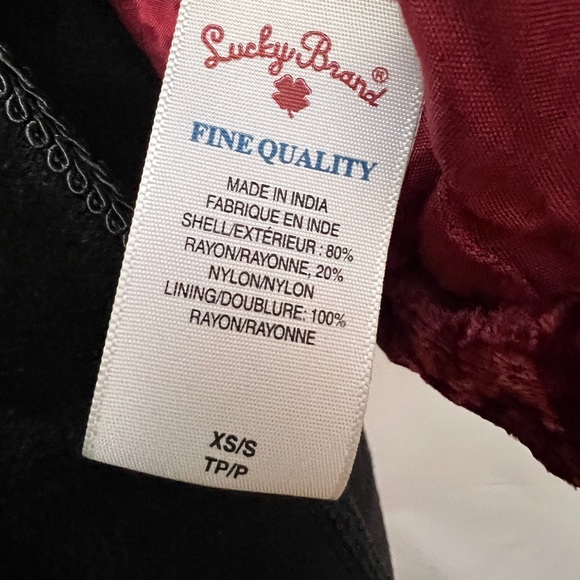 Lucky Brand®
FINE QUALITY
MADE IN INDIA
FABRIQUE EN INDE
SHELL/EXTÉRIEUR : 80%
RAYON/RAYONNE, 20%
NYLON/NYLON
LINING/DOUBLURE: 100%
RAYON/RAYONNE
XS/S
TP/P